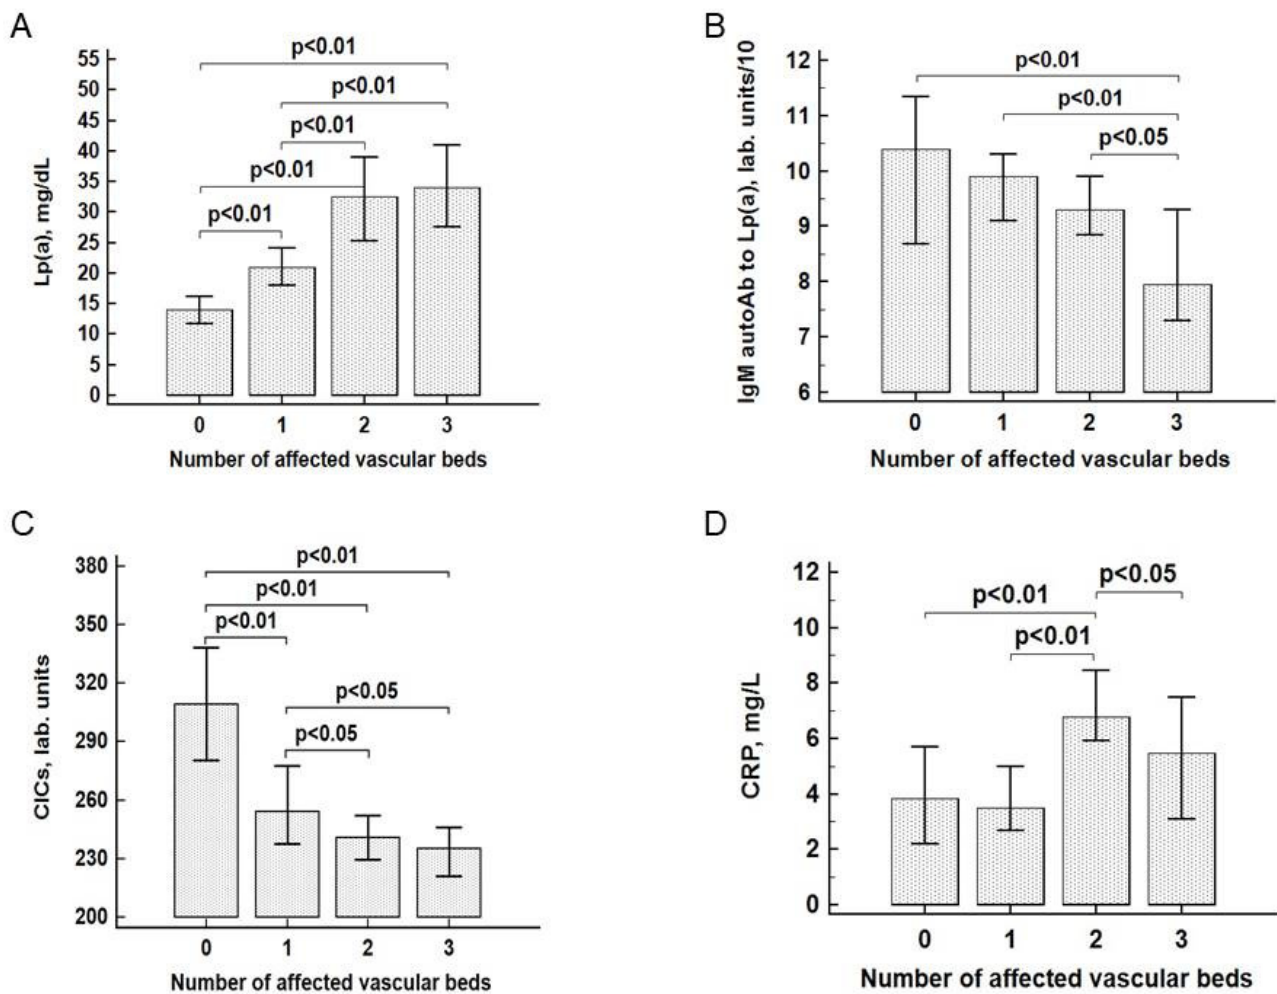 A
Lp(a), mg/dL
55
50
45
40
35
30
25
20
15
10
5
0
p<0.01
p<0.01
p<0.01
p<0.01
p<0.01
0 1 2 3
Number of affected vascular beds
B
IgM autoAb to Lp(a), lab. units/10
12
11
10
9
8
7
6
p<0.01
p<0.01
p<0.05
0 1 2 3
Number of affected vascular beds
C
CICs, lab. units
380
350
320
290
260
230
200
p<0.01
p<0.01
p<0.01
p<0.05
p<0.05
0 1 2 3
Number of affected vascular beds
D
CRP, mg/L
12
10
8
6
4
2
0
p<0.05
p<0.01
p<0.01
0 1 2 3
Number of affected vascular beds